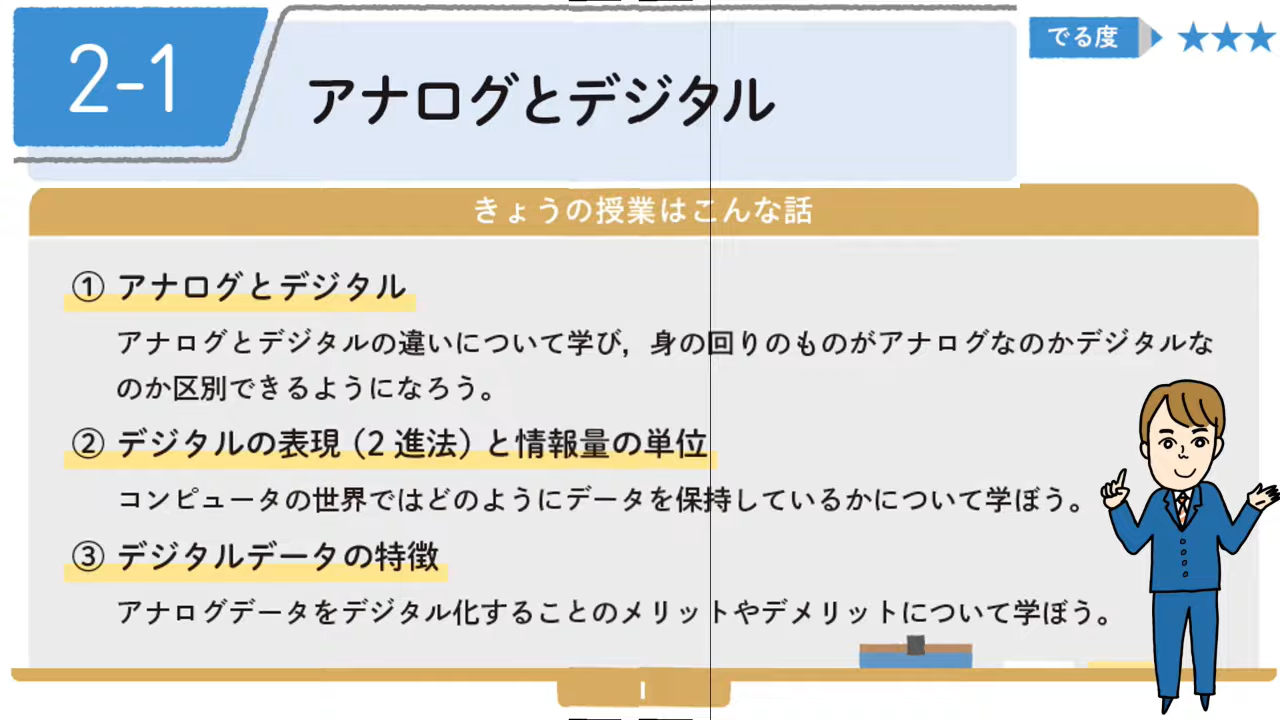 2-1
アナログとデジタル
でる度 ★★★
きょうの授業はこんな話
① アナログとデジタル
アナログとデジタルの違いについて学び，身の回りのものがアナログなのかデジタルな
のか区別できるようになろう。
② デジタルの表現（2 進法）と情報量の単位
コンピュータの世界ではどのようにデータを保持しているかについて学ぼう。
③ デジタルデータの特徴
アナログデータをデジタル化することのメリットやデメリットについて学ぼう。